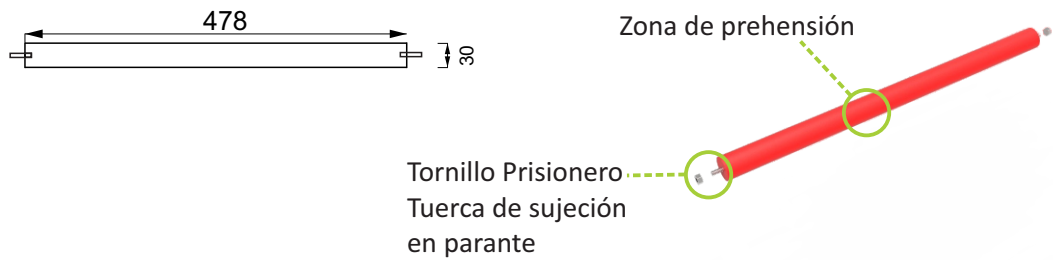 478
30
Zona de prehensión
Tornillo Prisionero
Tuerca de sujeción
en parante